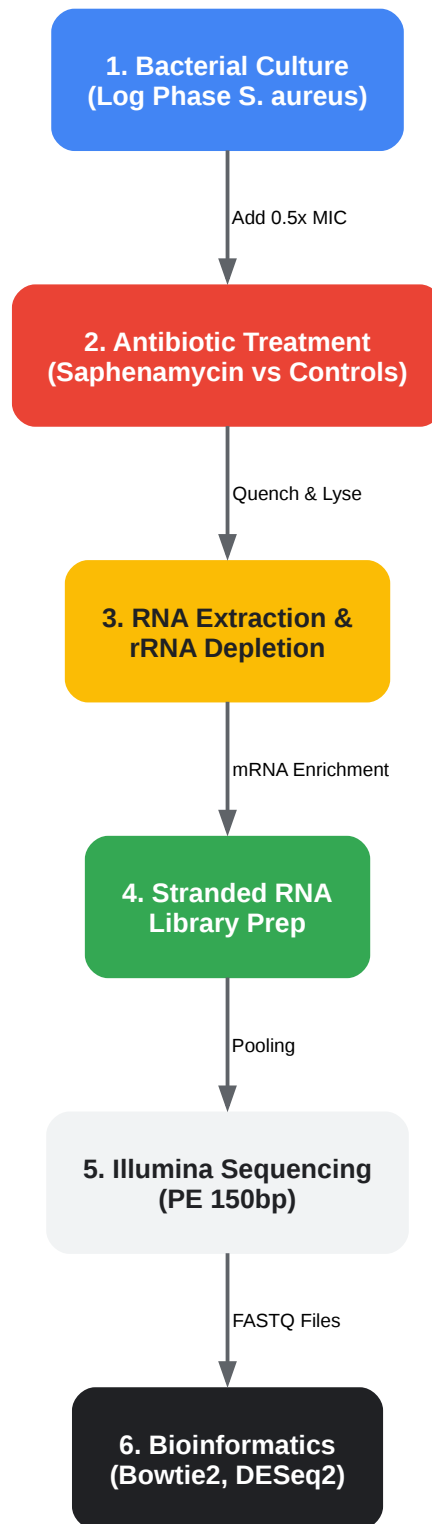 1. Bacterial Culture
(Log Phase S. aureus)
Add 0.5x MIC
2. Antibiotic Treatment
(Saphenamycin vs Controls)
Quench & Lyse
3. RNA Extraction &
rRNA Depletion
mRNA Enrichment
4. Stranded RNA
Library Prep
Pooling
5. Illumina Sequencing
(PE 150bp)
FASTQ Files
6. Bioinformatics
(Bowtie2, DESeq2)